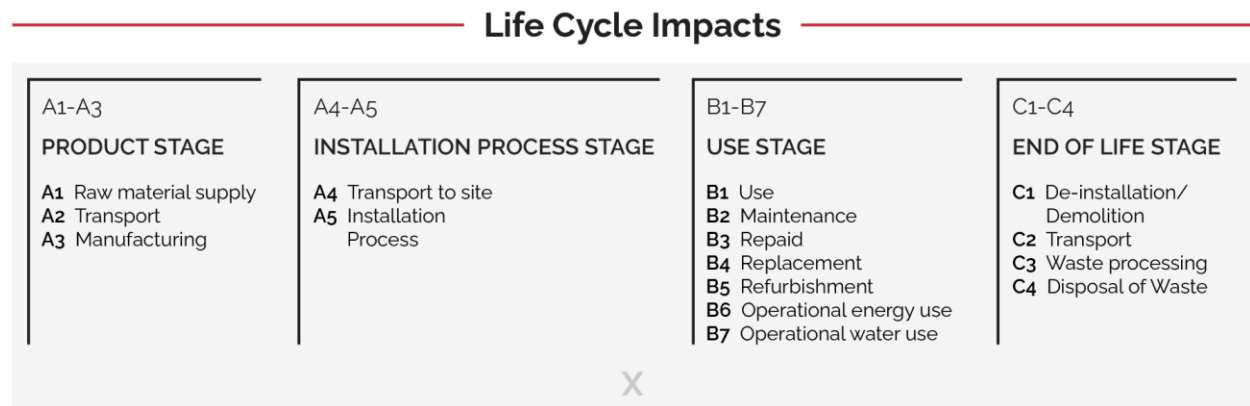 Life Cycle Impacts
A1-A3
PRODUCT STAGE
A1 Raw material supply
A2 Transport
A3 Manufacturing
A4-A5
INSTALLATION PROCESS STAGE
A4 Transport to site
A5 Installation
Process
B1-B7
USE STAGE
B1 Use
B2 Maintenance
B3 Repaid
B4 Replacement
B5 Refurbishment
B6 Operational energy use
B7 Operational water use
C1-C4
END OF LIFE STAGE
C1 De-installation/
Demolition
C2 Transport
C3 Waste processing
C4 Disposal of Waste
X